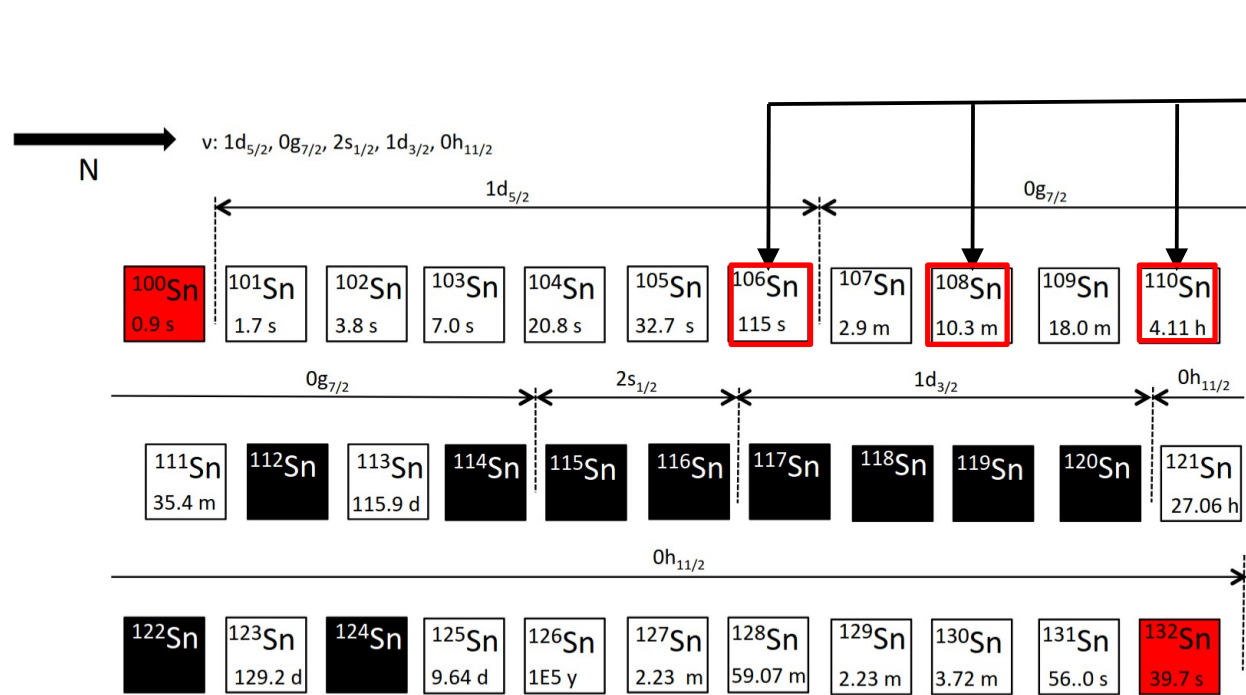 ν: 1d5/2, 0g7/2, 2s1/2, 1d3/2, 0h11/2
N
1d5/2 0g7/2
100Sn 101Sn 102Sn 103Sn 104Sn 105Sn 106Sn 107Sn 108Sn 109Sn 110Sn
0.9 s 1.7 s 3.8 s 7.0 s 20.8 s 32.7 s 115 s 2.9 m 10.3 m 18.0 m 4.11 h
0g7/2 2s1/2 1d3/2 0h11/2
111Sn 112Sn 113Sn 114Sn 115Sn 116Sn 117Sn 118Sn 119Sn 120Sn 121Sn
35.4 m 115.9 d 27.06 h
0h11/2
122Sn 123Sn 124Sn 125Sn 126Sn 127Sn 128Sn 129Sn 130Sn 131Sn 132Sn
129.2 d 9.64 d 1E5 y 2.23 m 59.07 m 2.23 m 3.72 m 56..0 s 39.7 s